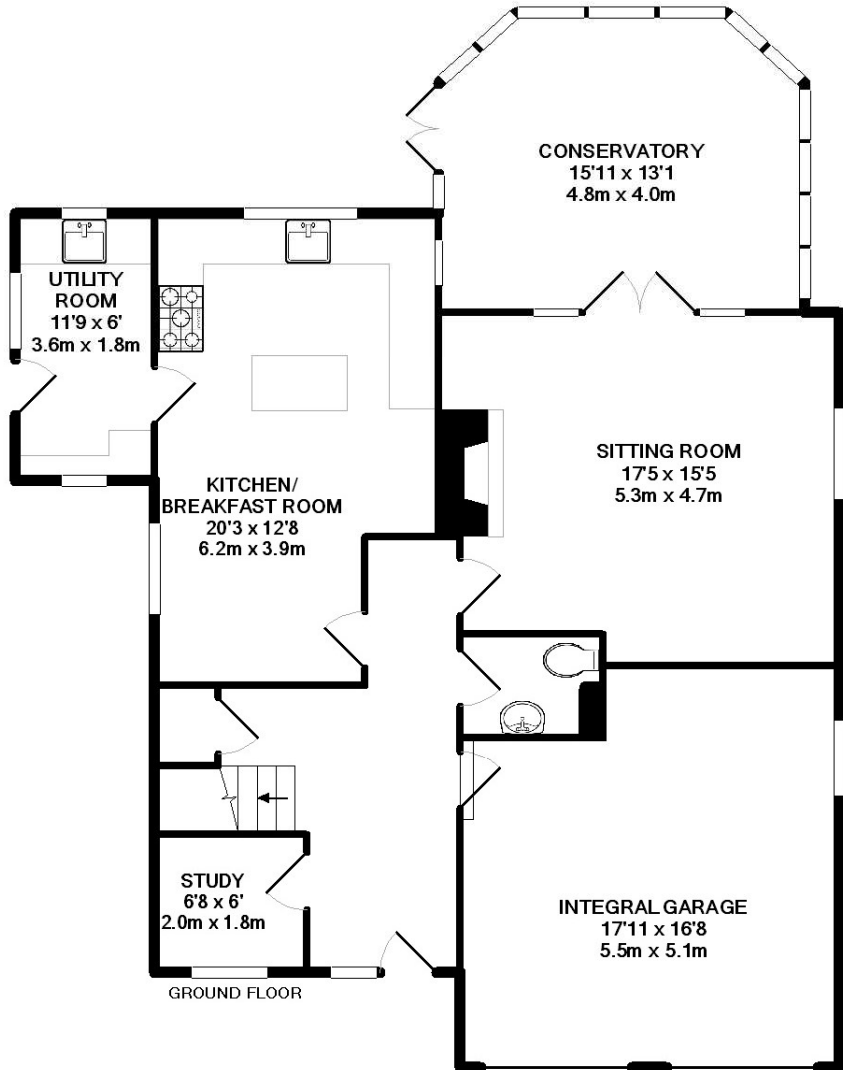 CONSERVATORY
15'11 x 13'1
4.8m x 4.0m
UTILITY
ROOM
11'9 x 6'
3.6m x 1.8m
SITTING ROOM
17'5 x 15'5
5.3m x 4.7m
KITCHEN/
BREAKFAST ROOM
20'3 x 12'8
6.2m x 3.9m
STUDY
6'8 x 6'
2.0m x 1.8m
INTEGRAL GARAGE
17'11 x 16'8
5.5m x 5.1m
GROUND FLOOR